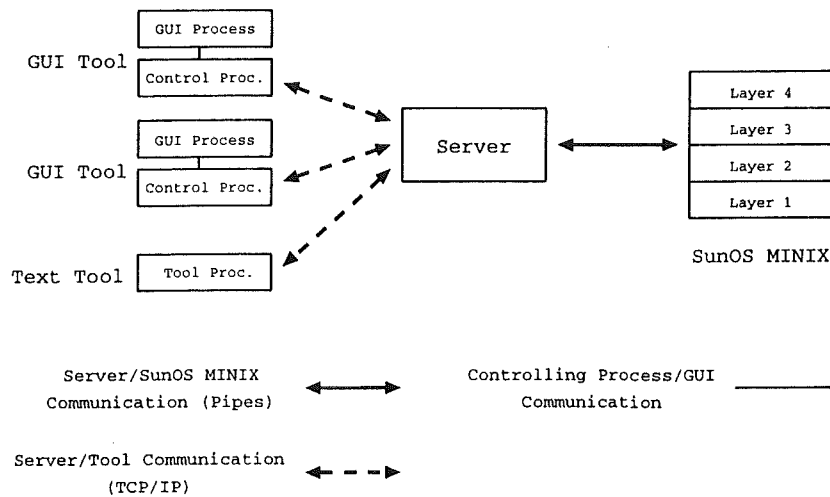 GUI Process
GUI Tool
Control Proc.
GUI Process
GUI Tool
Control Proc.
Text Tool
Tool Proc.
Server
Layer 4
Layer 3
Layer 2
Layer 1
SunOS MINIX
Server/SunOS MINIX
Communication (Pipes)
Controlling Process/GUI
Communication
Server/Tool Communication
(TCP/IP)